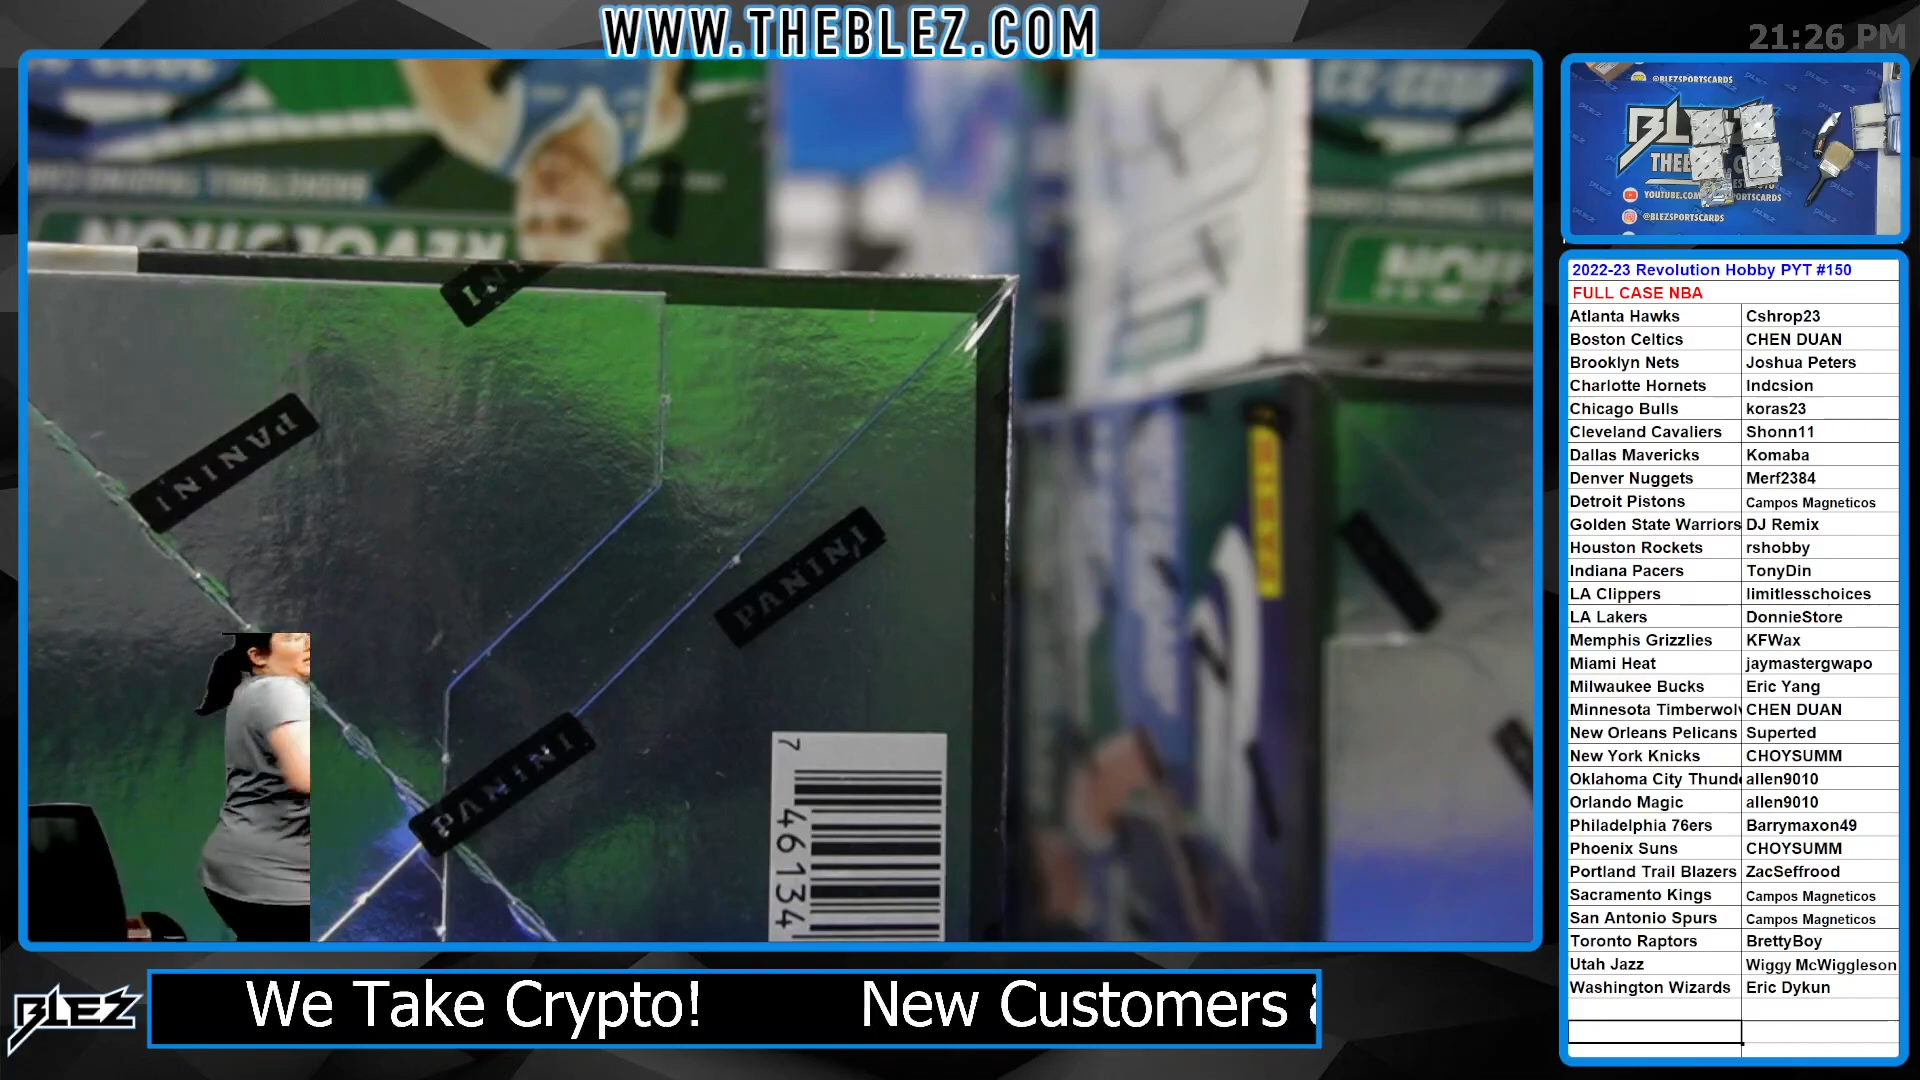 WWW.THEBLEZ.COM
21:26 PM
@BLEZSPORTSCARDS
@BLEZSPORTSCARDS
2022-23 Revolution Hobby PYT #150
FULL CASE NBA
Atlanta Hawks Cshrop23
Boston Celtics CHEN DUAN
Brooklyn Nets Joshua Peters
Charlotte Hornets Indcsion
Chicago Bulls koras23
Cleveland Cavaliers Shonn11
Dallas Mavericks Komaba
Denver Nuggets Merf2384
Detroit Pistons Campos Magneticos
Golden State Warriors DJ Remix
Houston Rockets rshobby
Indiana Pacers TonyDin
LA Clippers limitlesschoices
LA Lakers DonnieStore
Memphis Grizzlies KFWax
Miami Heat jaymastergwapo
Milwaukee Bucks Eric Yang
Minnesota Timberwolv CHEN DUAN
New Orleans Pelicans Superted
New York Knicks CHOYSUMM
Oklahoma City Thunde allen9010
Orlando Magic allen9010
Philadelphia 76ers Barrymaxon49
Phoenix Suns CHOYSUMM
Portland Trail Blazers ZacSeffrood
Sacramento Kings Campos Magneticos
San Antonio Spurs Campos Magneticos
Toronto Raptors BrettyBoy
Utah Jazz Wiggy McWiggleson
Washington Wizards Eric Dykun
PANINI
PANINI
PANINI
7 46134
BLEZ
We Take Crypto! New Customers